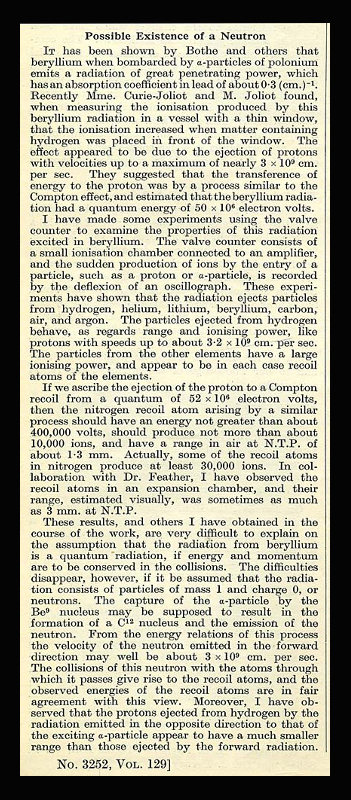 Possible Existence of a Neutron
IT has been shown by Bothe and others that
beryllium when bombarded by α-particles of polonium
emits a radiation of great penetrating power, which
has an absorption coefficient in lead of about 0·3 (cm.)⁻¹.
Recently Mme. Curie-Joliot and M. Joliot found,
when measuring the ionisation produced by this
beryllium radiation in a vessel with a thin window,
that the ionisation increased when matter containing
hydrogen was placed in front of the window. The
effect appeared to be due to the ejection of protons
with velocities up to a maximum of nearly 3 × 10⁹ cm.
per sec. They suggested that the transference of
energy to the proton was by a process similar to the
Compton effect, and estimated that the beryllium radia-
tion had a quantum energy of 50 × 10⁶ electron volts.
I have made some experiments using the valve
counter to examine the properties of this radiation
excited in beryllium. The valve counter consists of
a small ionisation chamber connected to an amplifier,
and the sudden production of ions by the entry of a
particle, such as a proton or α-particle, is recorded
by the deflexion of an oscillograph. These experi-
ments have shown that the radiation ejects particles
from hydrogen, helium, lithium, beryllium, carbon,
air, and argon. The particles ejected from hydrogen
behave, as regards range and ionising power, like
protons with speeds up to about 3·2 × 10⁹ cm. per sec.
The particles from the other elements have a large
ionising power, and appear to be in each case recoil
atoms of the elements.
If we ascribe the ejection of the proton to a Compton
recoil from a quantum of 52 × 10⁶ electron volts,
then the nitrogen recoil atom arising by a similar
process should have an energy not greater than about
400,000 volts, should produce not more than about
10,000 ions, and have a range in air at N.T.P. of
about 1·3 mm. Actually, some of the recoil atoms
in nitrogen produce at least 30,000 ions. In col-
laboration with Dr. Feather, I have observed the
recoil atoms in an expansion chamber, and their
range, estimated visually, was sometimes as much
as 3 mm. at N.T.P.
These results, and others I have obtained in the
course of the work, are very difficult to explain on
the assumption that the radiation from beryllium
is a quantum radiation, if energy and momentum
are to be conserved in the collisions. The difficulties
disappear, however, if it be assumed that the radia-
tion consists of particles of mass 1 and charge 0, or
neutrons. The capture of the α-particle by the
Be⁹ nucleus may be supposed to result in the
formation of a C¹² nucleus and the emission of the
neutron. From the energy relations of this process
the velocity of the neutron emitted in the forward
direction may well be about 3 × 10⁹ cm. per sec.
The collisions of this neutron with the atoms through
which it passes give rise to the recoil atoms, and the
observed energies of the recoil atoms are in fair
agreement with this view. Moreover, I have ob-
served that the protons ejected from hydrogen by the
radiation emitted in the opposite direction to that of
the exciting α-particle appear to have a much smaller
range than those ejected by the forward radiation.
No. 3252, VOL. 129]